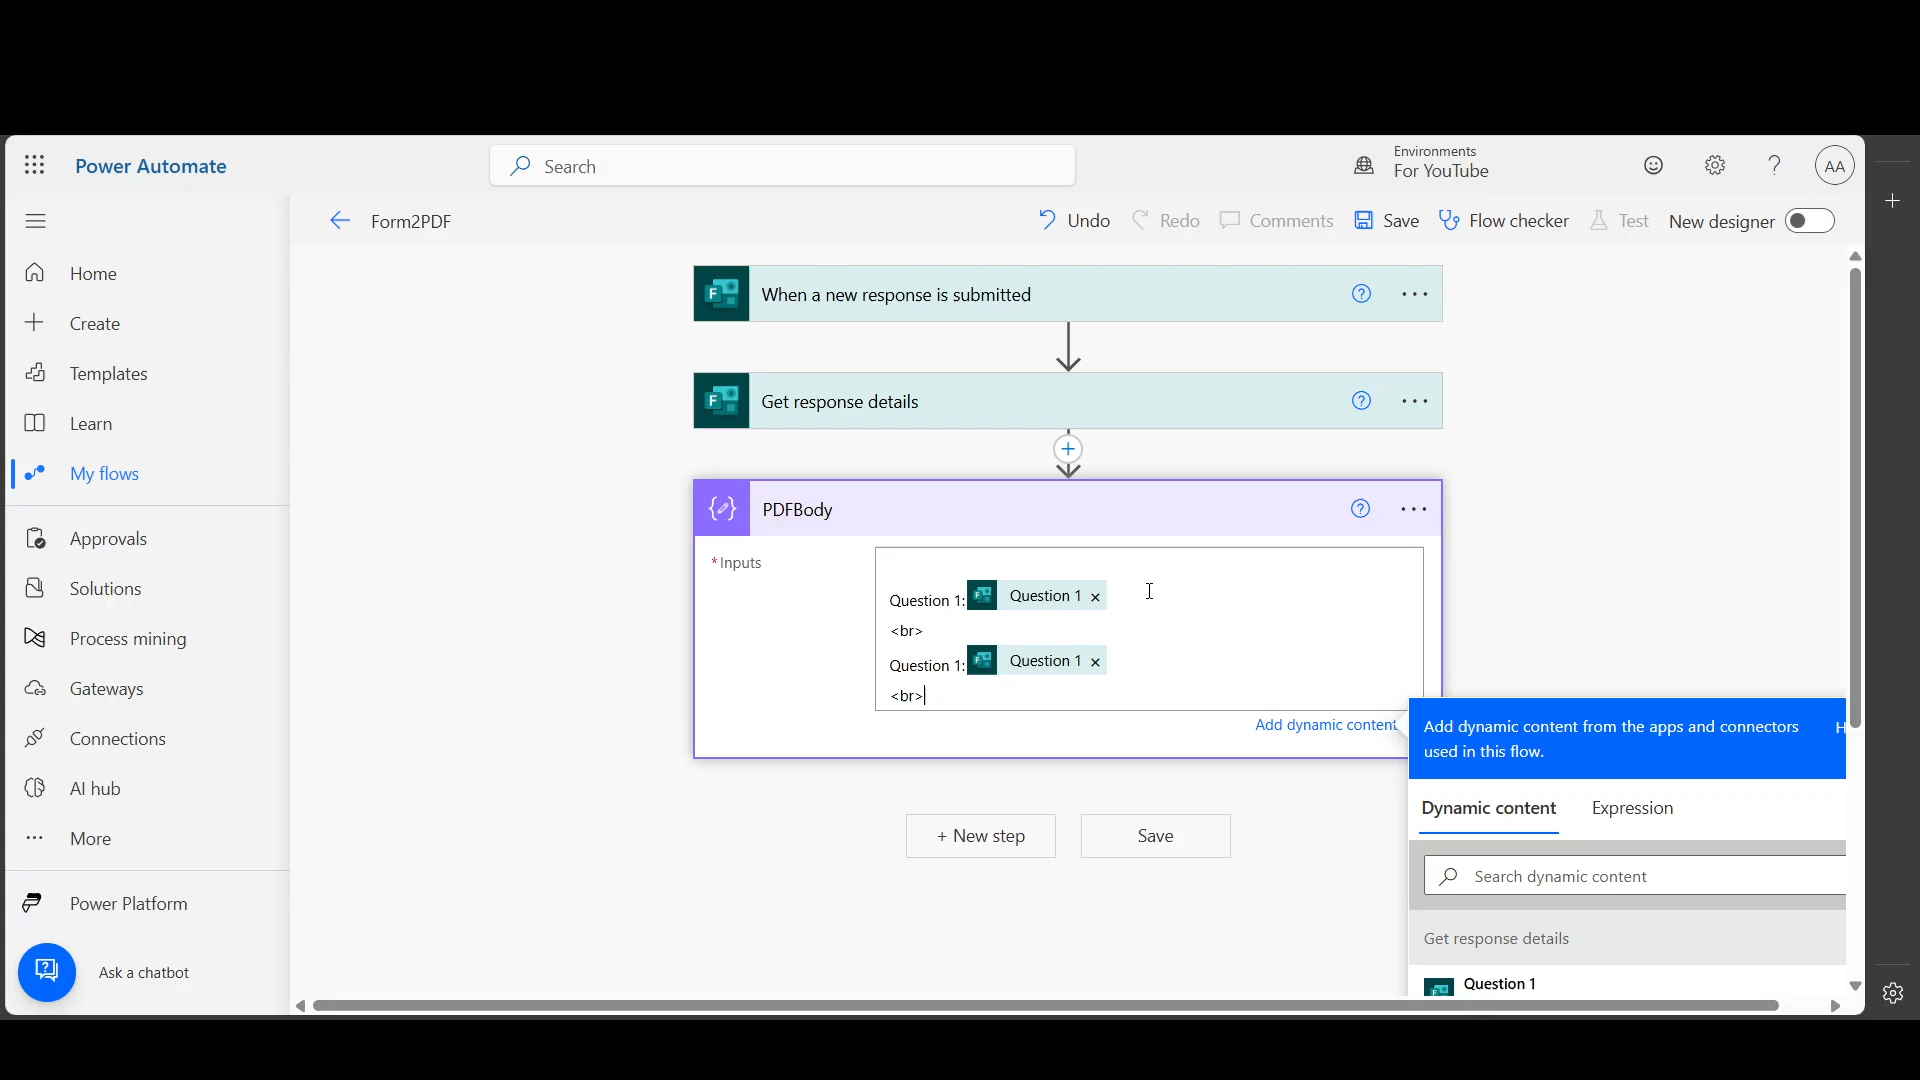 Power Automate
Search
Environments
For YouTube
AA
Form2PDF
Undo
Redo
Comments
Save
Flow checker
Test
New designer
Home
Create
Templates
Learn
My flows
Approvals
Solutions
Process mining
Gateways
Connections
AI hub
More
Power Platform
Ask a chatbot
F
When a new response is submitted
F
Get response details
PDFBody
* Inputs
Question 1: F Question 1 ×
<br>
Question 1: F Question 1 ×
<br>
Add dynamic content
+ New step
Save
Add dynamic content from the apps and connectors H
used in this flow.
Dynamic content
Expression
Search dynamic content
Get response details
Question 1